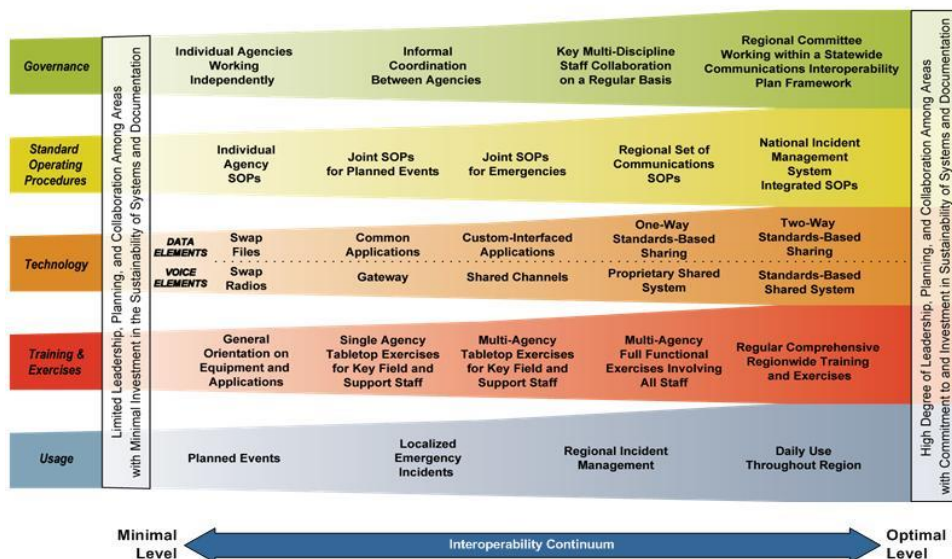 Governance
Limited Leadership, Planning, and Collaboration Among Areas
with Minimal Investment in the Sustainability of Systems and Documentation
Individual Agencies
Working
Independently
Informal
Coordination
Between Agencies
Key Multi-Discipline
Staff Collaboration
on a Regular Basis
Regional Committee
Working within a Statewide
Communications Interoperability
Plan Framework
High Degree of Leadership, Planning, and Collaboration Among Areas
with Commitment to and Investment in Sustainability of Systems and Documentation
Standard
Operating
Procedures
Individual
Agency
SOPs
Joint SOPs
for Planned Events
Joint SOPs
for Emergencies
Regional Set of
Communications
SOPs
National Incident
Management
System
Integrated SOPs
Technology
DATA
ELEMENTS
Swap
Files
Common
Applications
Custom-Interfaced
Applications
One-Way
Standards-Based
Sharing
Two-Way
Standards-Based
Sharing
VOICE
ELEMENTS
Swap
Radios
Gateway
Shared Channels
Proprietary Shared
System
Standards-Based
Shared System
Training &
Exercises
General
Orientation on
Equipment and
Applications
Single Agency
Tabletop Exercises
for Key Field and
Support Staff
Multi-Agency
Tabletop Exercises
for Key Field and
Support Staff
Multi-Agency
Full Functional
Exercises Involving
All Staff
Regular Comprehensive
Regionwide Training
and Exercises
Usage
Planned Events
Localized
Emergency
Incidents
Regional Incident
Management
Daily Use
Throughout Region
Minimal
Level
Interoperability Continuum
Optimal
Level